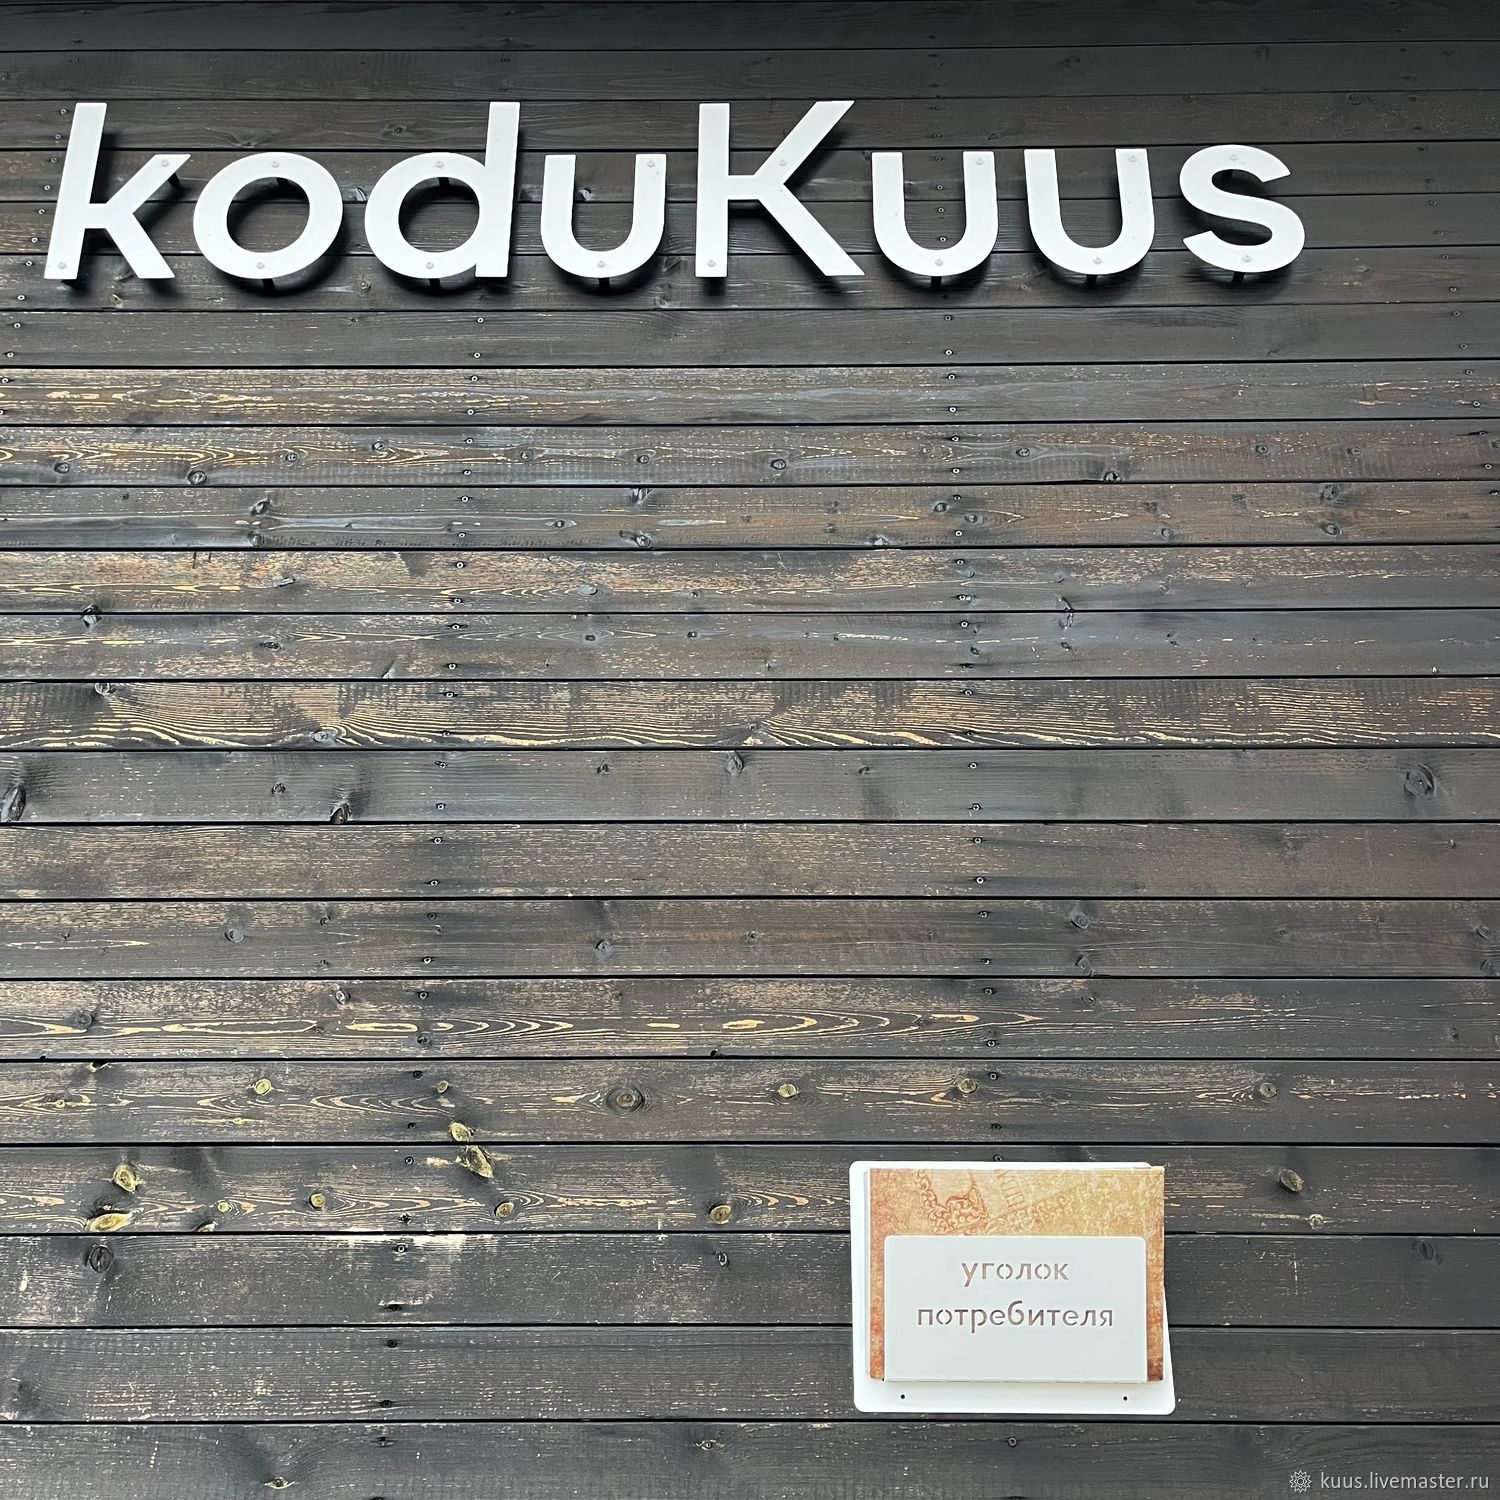 koduKuus
уголок
потребителя
kuus.livemaster.ru